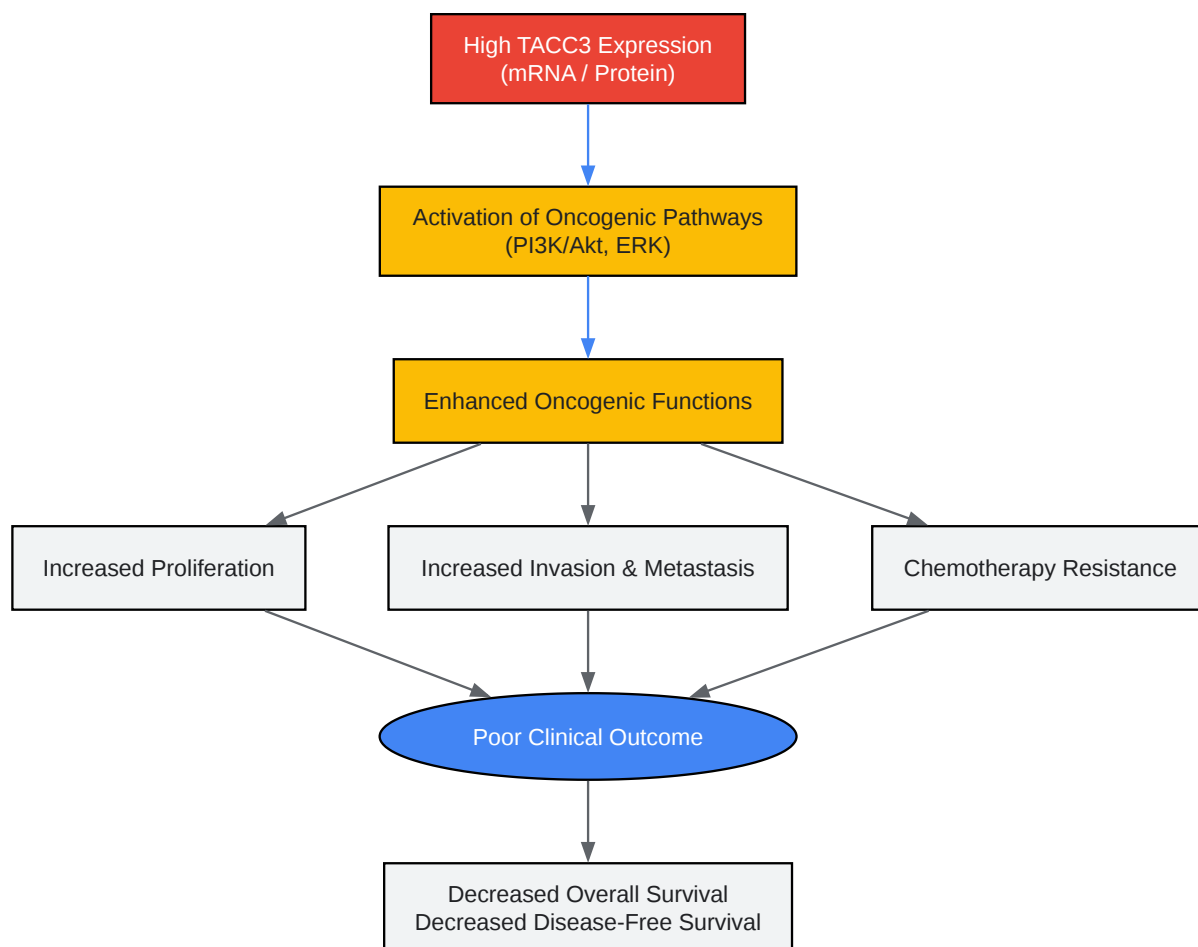 High TACC3 Expression
(mRNA / Protein)
Activation of Oncogenic Pathways
(PI3K/Akt, ERK)
Enhanced Oncogenic Functions
Increased Proliferation
Increased Invasion & Metastasis
Chemotherapy Resistance
Poor Clinical Outcome
Decreased Overall Survival
Decreased Disease-Free Survival